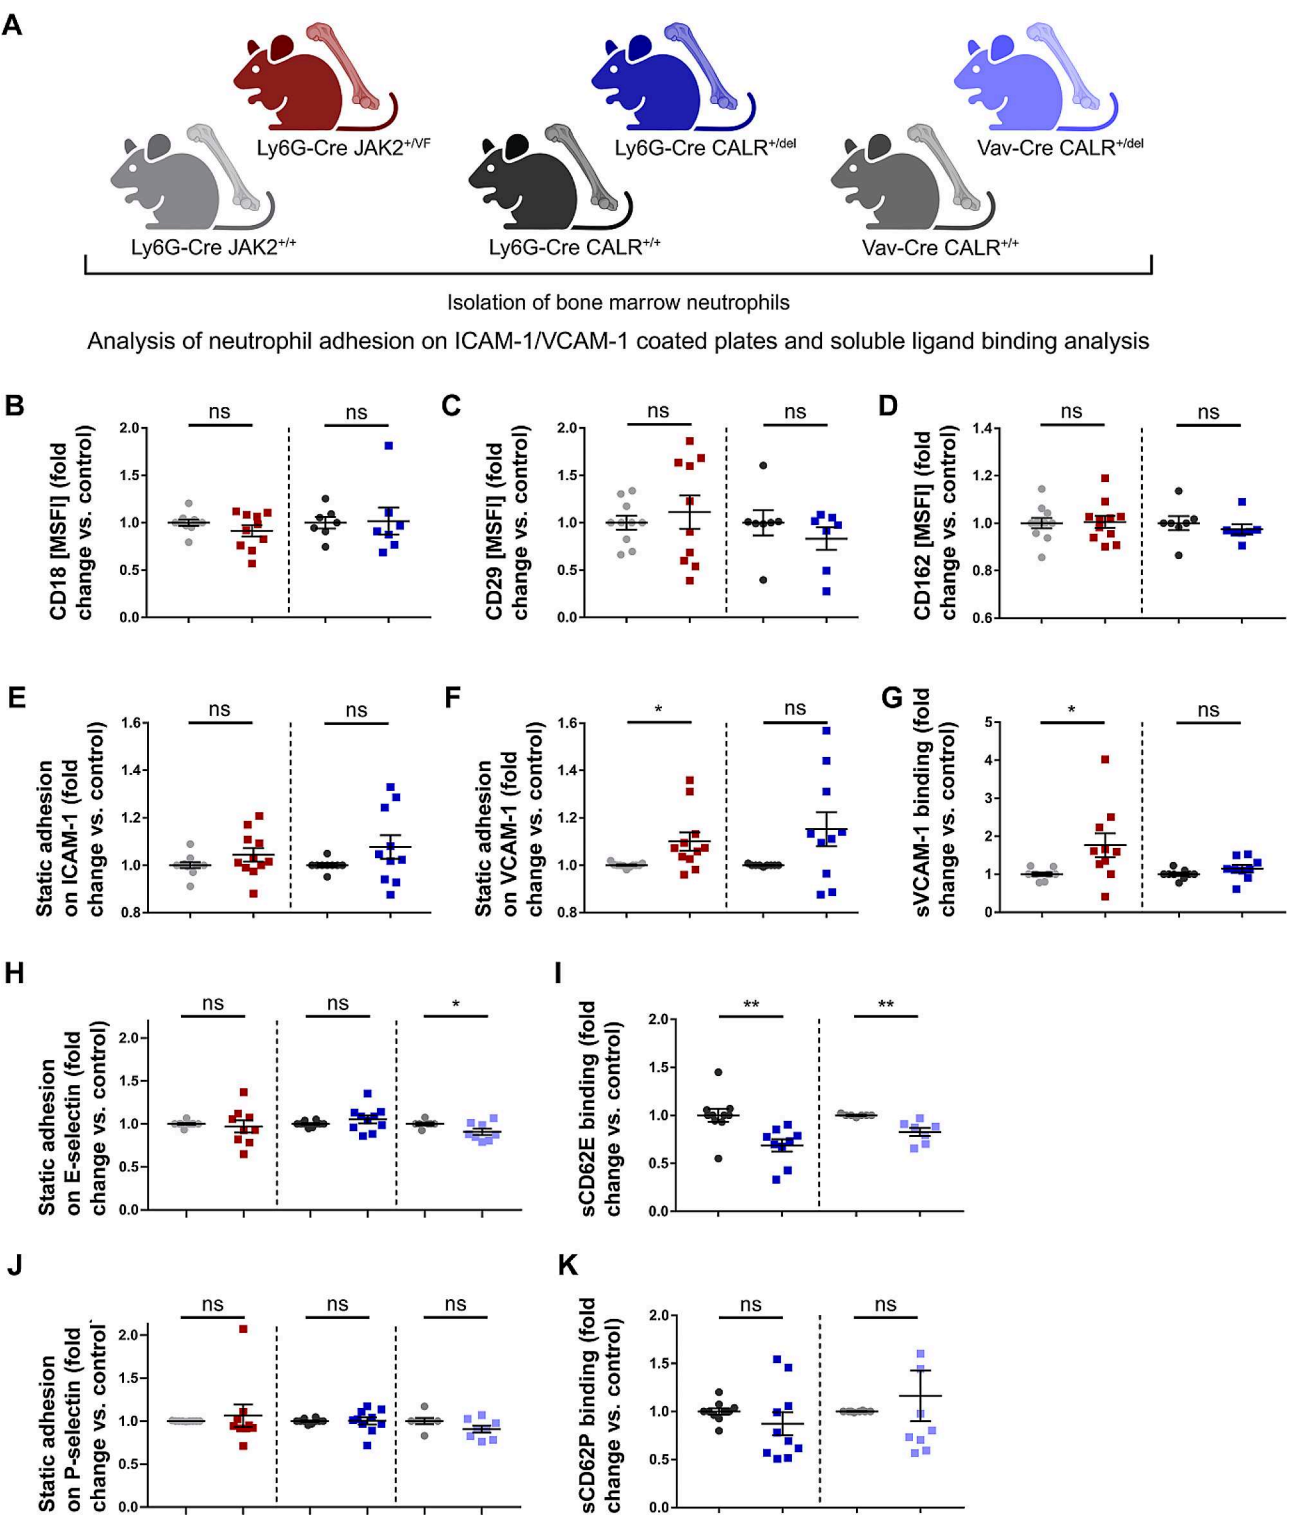 A
Ly6G-Cre JAK2+/VF
Ly6G-Cre CALR+/del
Vav-Cre CALR+/del
Ly6G-Cre JAK2+/+
Ly6G-Cre CALR+/+
Vav-Cre CALR+/+
Isolation of bone marrow neutrophils
Analysis of neutrophil adhesion on ICAM-1/VCAM-1 coated plates and soluble ligand binding analysis
B
CD18 [MSFI] (fold
change vs. control)
ns
ns
2.0
1.5
1.0
0.5
0.0
C
CD29 [MSFI] (fold
change vs. control)
ns
ns
2.0
1.5
1.0
0.5
0.0
D
CD162 [MSFI] (fold
change vs. control)
ns
ns
1.4
1.2
1.0
0.8
0.6
E
Static adhesion
on ICAM-1 (fold
change vs. control)
ns
ns
1.6
1.4
1.2
1.0
0.8
F
Static adhesion
on VCAM-1 (fold
change vs. control)
*
ns
1.6
1.4
1.2
1.0
0.8
G
sVCAM-1 binding (fold
change vs. control)
*
ns
5
4
3
2
1
0
H
Static adhesion
on E-selectin (fold
change vs. control)
ns
ns
*
2.0
1.5
1.0
0.5
0.0
I
sCD62E binding (fold
change vs. control)
**
**
2.0
1.5
1.0
0.5
0.0
J
Static adhesion
on P-selectin (fold
change vs. control
ns
ns
ns
2.0
1.5
1.0
0.5
0.0
K
sCD62P binding (fold
change vs. control)
ns
ns
2.0
1.5
1.0
0.5
0.0